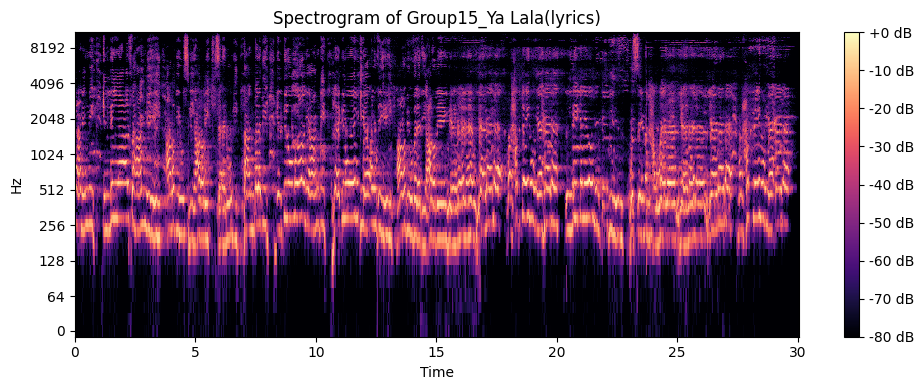 Spectrogram of Group15_Ya Lala(lyrics)
8192
4096
2048
1024
512
256
128
64
0
Hz
0
5
10
15
20
25
30
Time
+0 dB
-10 dB
-20 dB
-30 dB
-40 dB
-50 dB
-60 dB
-70 dB
-80 dB